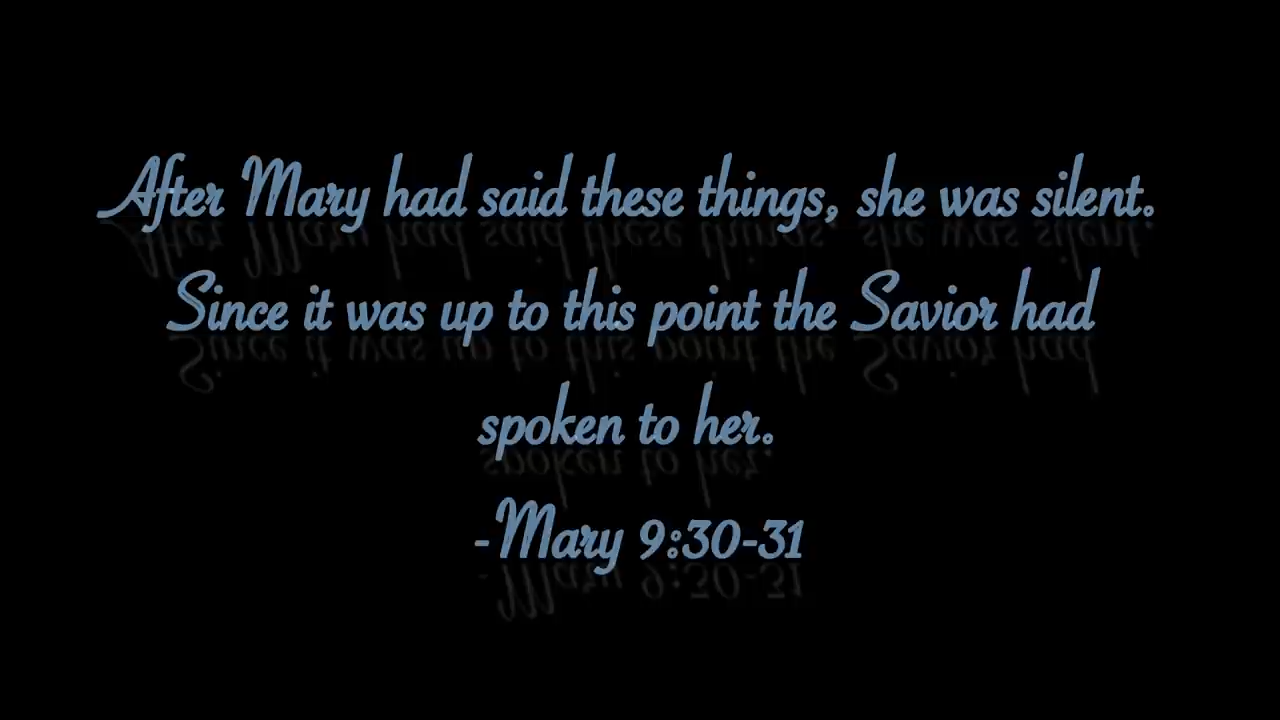 After Mary had said these things, she was silent.
Since it was up to this point the Savior had
spoken to her.
-Mary 9:30-31